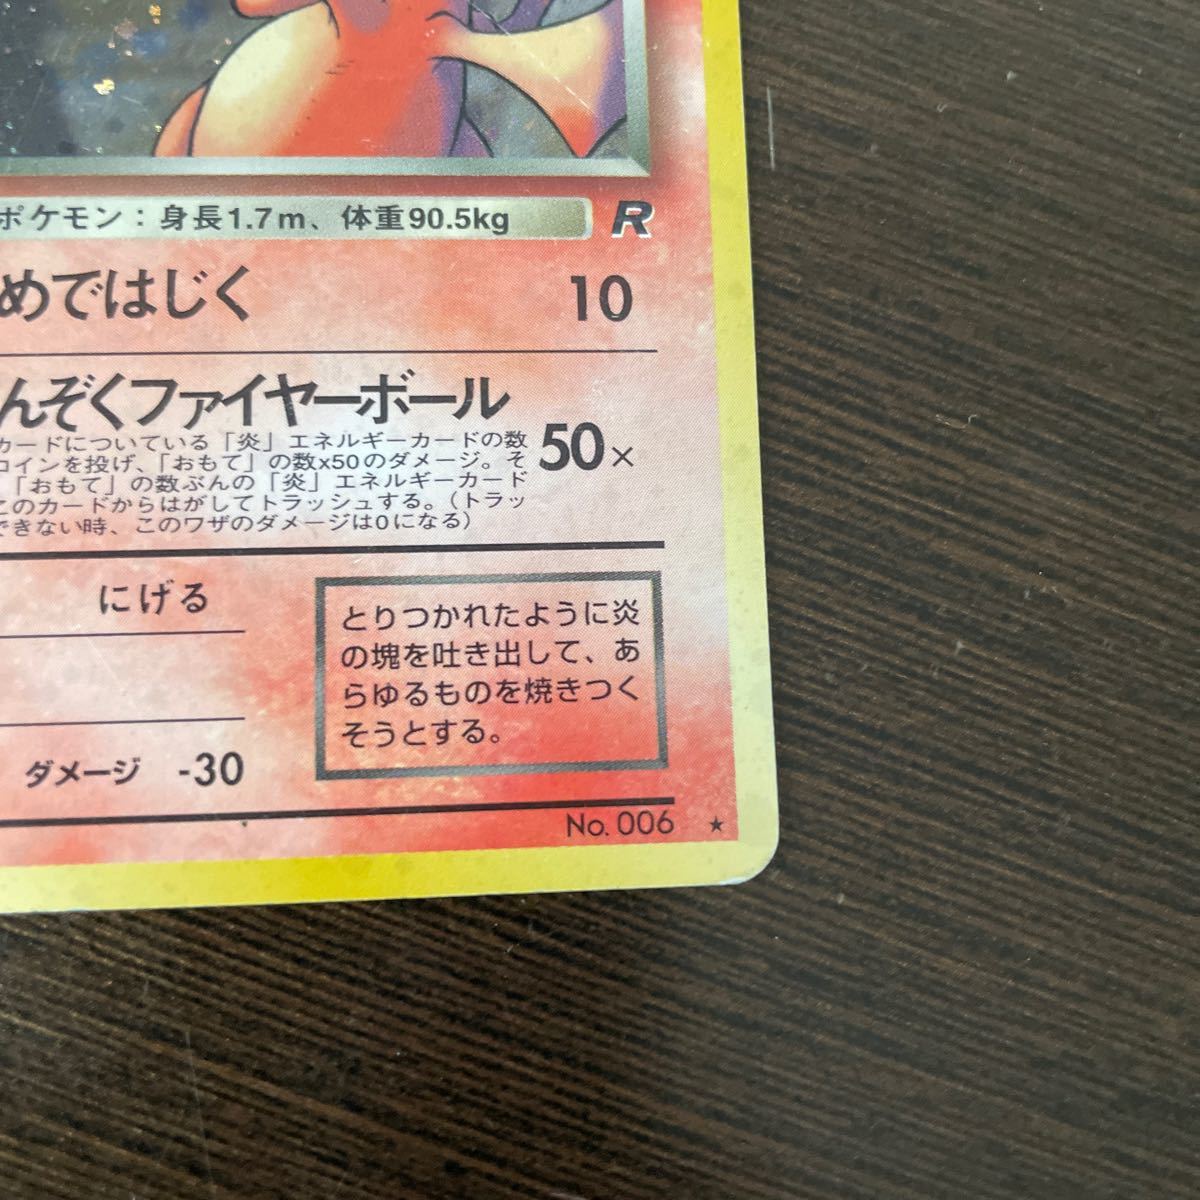 ポケモン：身長1.7m、体重90.5kg R
めではじく 10
んぞくファイヤーボール
カードについている「炎」エネルギーカードの数
コインを投げ、「おもて」の数x50のダメージ。そ
「おもて」の数ぶんの「炎」エネルギーカード
このカードからはがしてトラッシュする。（トラッ
できない時、このワザのダメージは0になる）
50×
にげる
ダメージ -30
とりつかれたように炎
の塊を吐き出して、あ
らゆるものを焼きつく
そうとする。
No. 006 ★